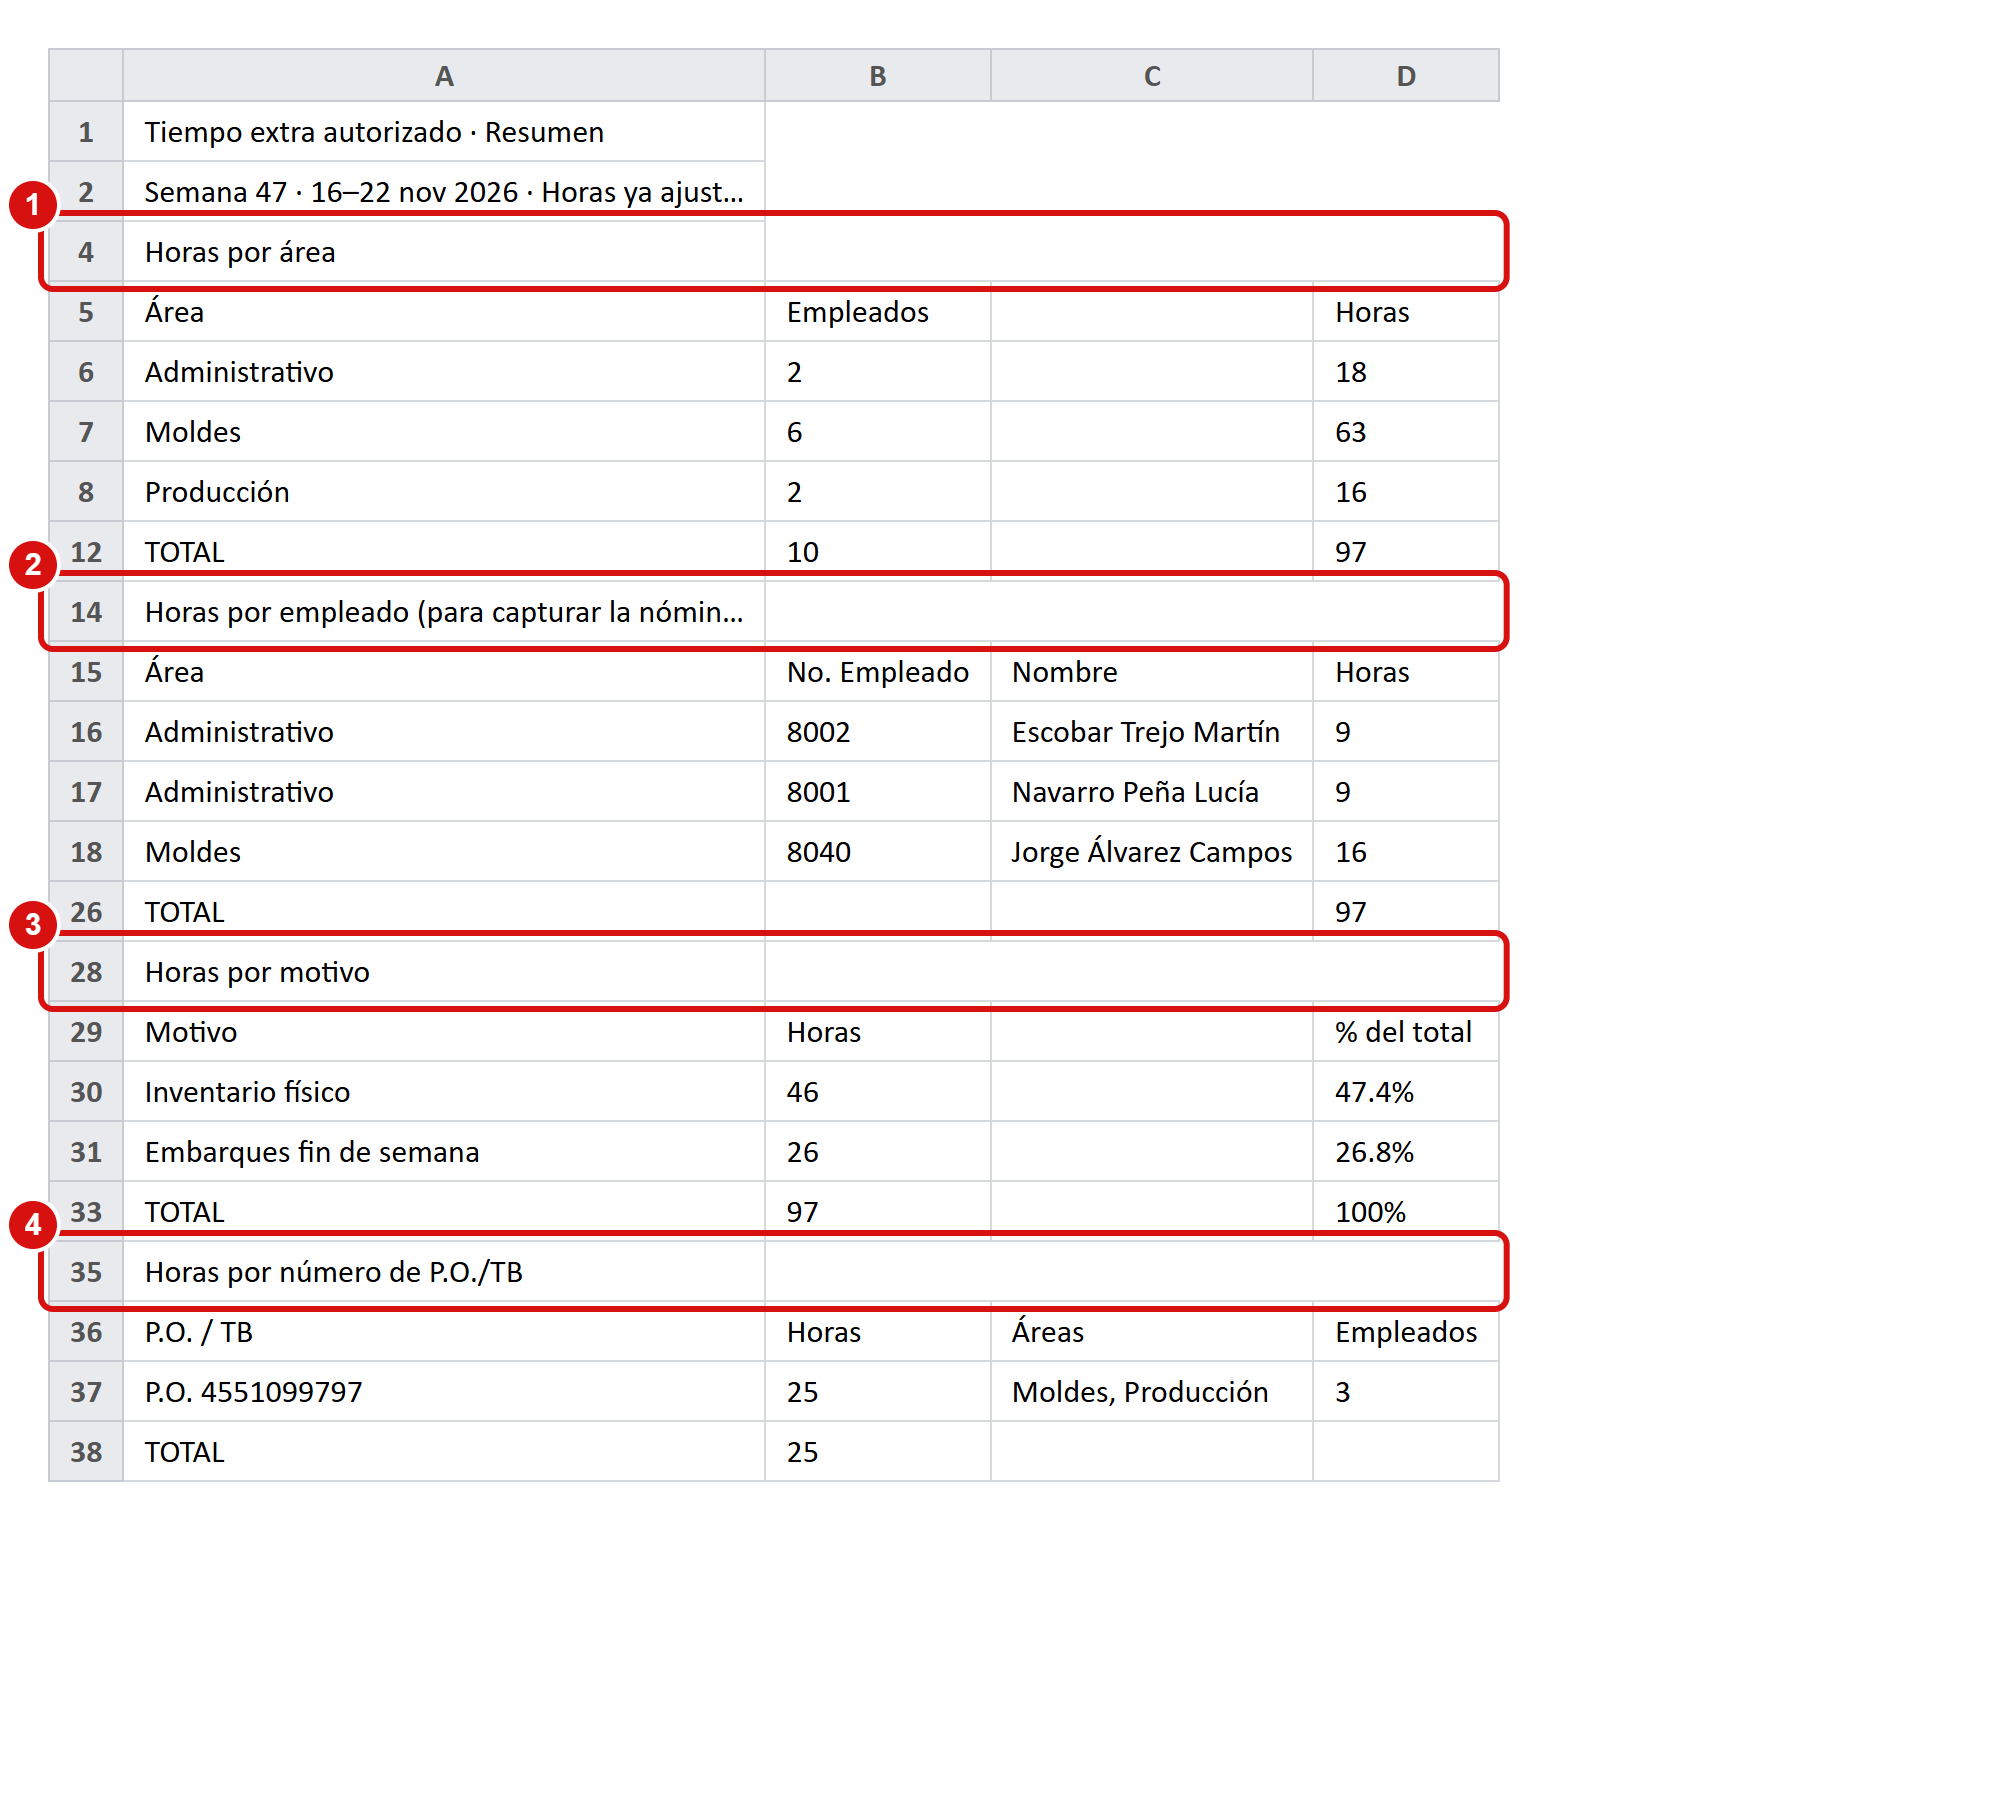 A B C D
1 Tiempo extra autorizado · Resumen
2 Semana 47 · 16–22 nov 2026 · Horas ya ajust...
1
4 Horas por área
5 Área Empleados Horas
6 Administrativo 2 18
7 Moldes 6 63
8 Producción 2 16
12 TOTAL 10 97
2
14 Horas por empleado (para capturar la nómin...
15 Área No. Empleado Nombre Horas
16 Administrativo 8002 Escobar Trejo Martín 9
17 Administrativo 8001 Navarro Peña Lucía 9
18 Moldes 8040 Jorge Álvarez Campos 16
26 TOTAL 97
3
28 Horas por motivo
29 Motivo Horas % del total
30 Inventario físico 46 47.4%
31 Embarques fin de semana 26 26.8%
33 TOTAL 97 100%
4
35 Horas por número de P.O./TB
36 P.O. / TB Horas Áreas Empleados
37 P.O. 4551099797 25 Moldes, Producción 3
38 TOTAL 25